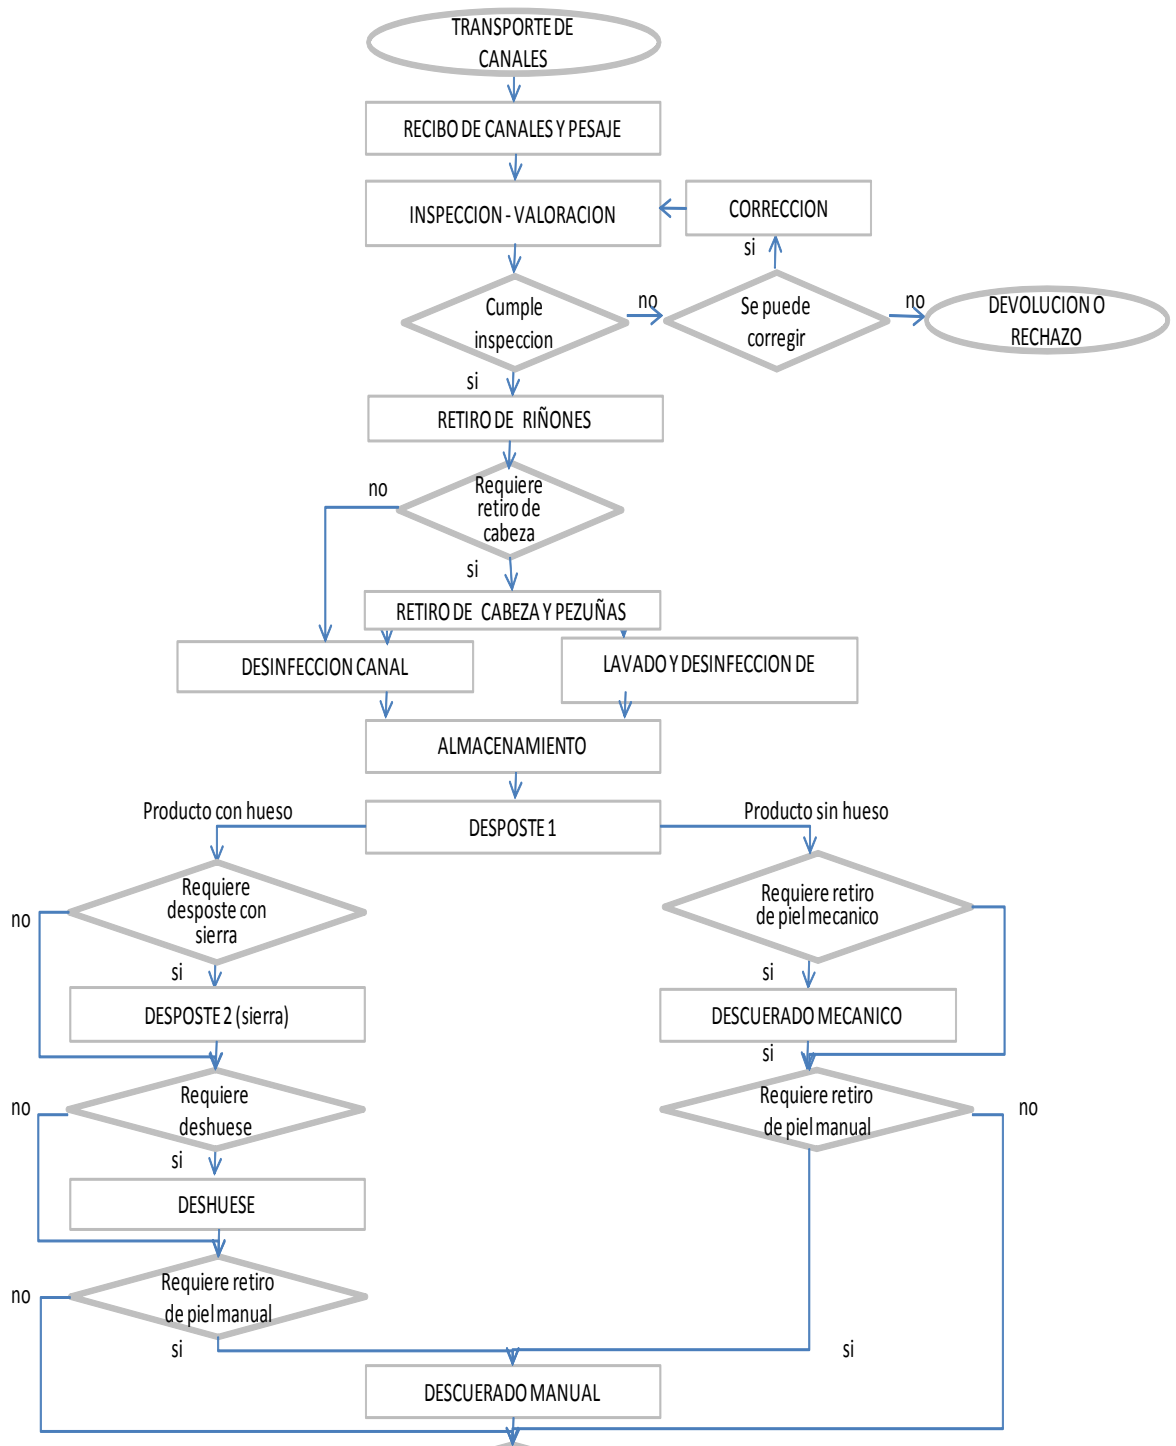 TRANSPORTE DE
CANALES
RECIBO DE CANALES Y PESAJE
INSPECCION - VALORACION
CORRECCION
si
Cumple
inspeccion
no
Se puede
corregir
no
DEVOLUCION O
RECHAZO
si
RETIRO DE RIÑONES
Requiere
retiro de
cabeza
no
si
RETIRO DE CABEZA Y PEZUÑAS
DESINFECCION CANAL
LAVADO Y DESINFECCION DE
ALMACENAMIENTO
Producto con hueso
DESPOSTE 1
Producto sin hueso
Requiere
desposte con
sierra
no
Requiere retiro
de piel mecanico
si
si
DESPOSTE 2 (sierra)
DESCUERADO MECANICO
si
Requiere
deshuese
no
Requiere retiro
de piel manual
no
si
DESHUESE
Requiere retiro
de piel manual
no
si
si
DESCUERADO MANUAL